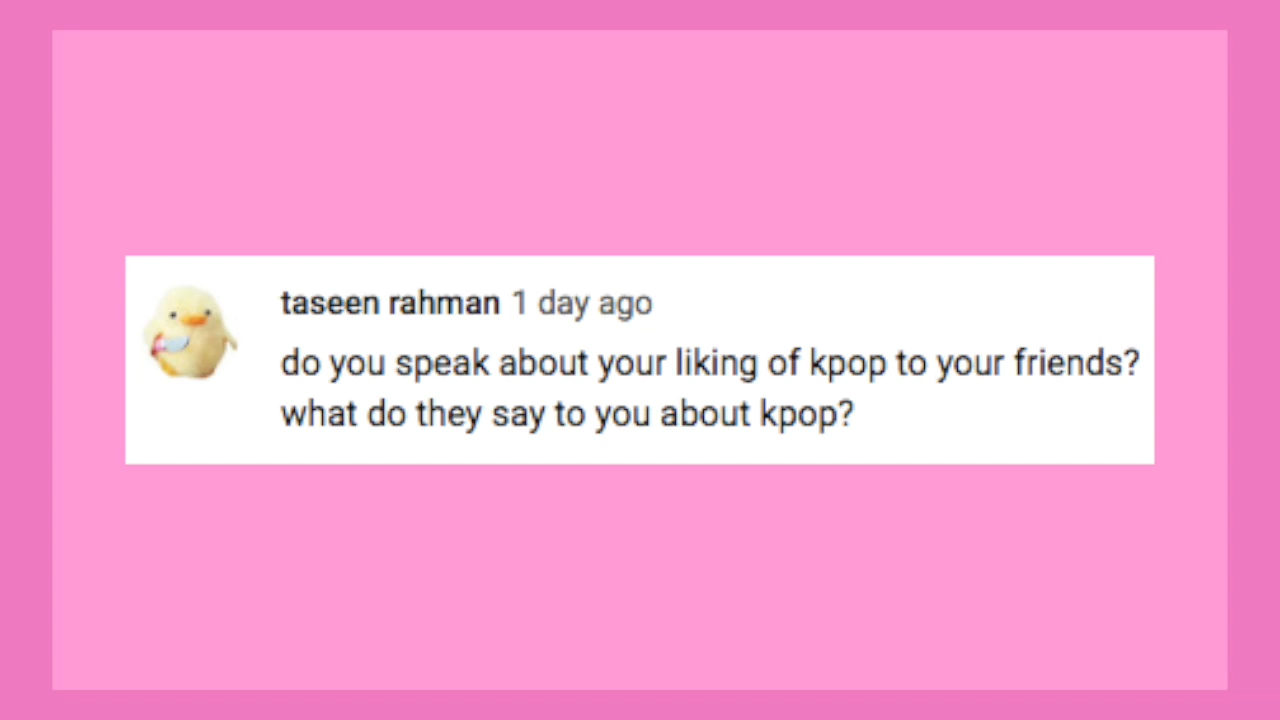 taseen rahman 1 day ago
do you speak about your liking of kpop to your friends?
what do they say to you about kpop?